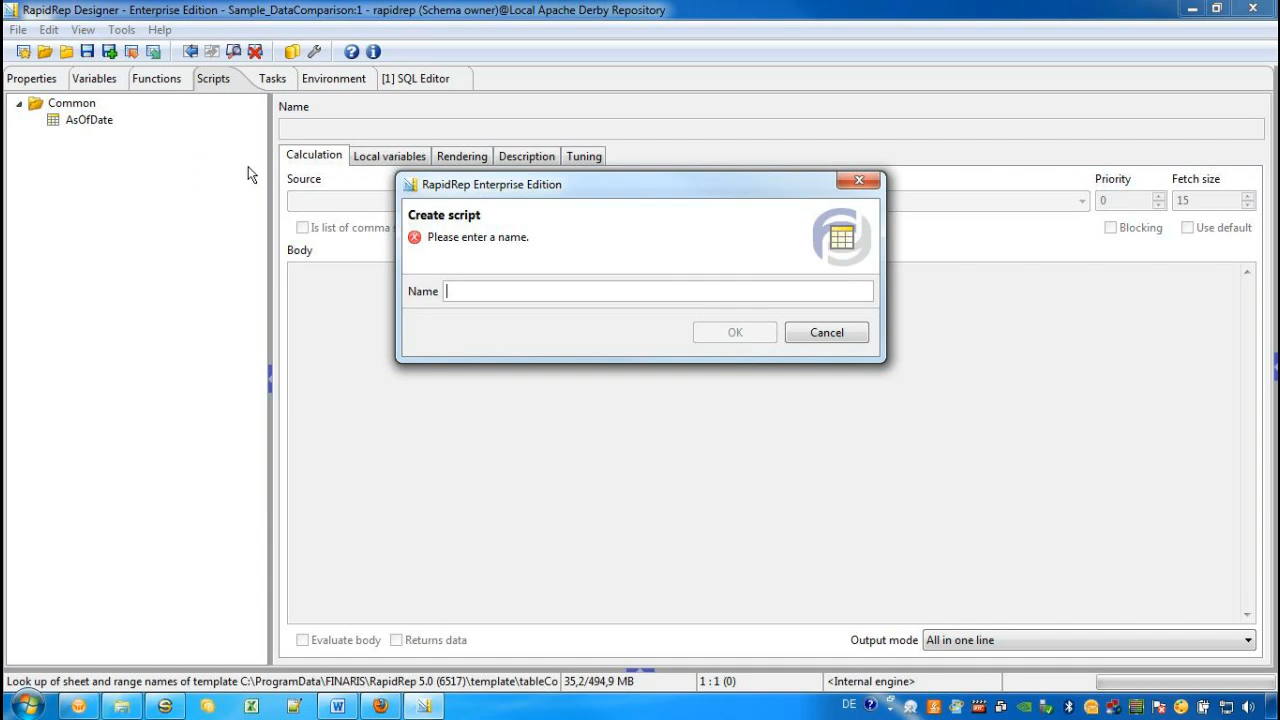 RapidRep Designer - Enterprise Edition - Sample_DataComparison:1 - rapidrep (Schema owner)@Local Apache Derby Repository
File Edit View Tools Help
Properties Variables Functions Scripts Tasks Environment [1] SQL Editor
Common
AsOfDate
Name
Calculation Local variables Rendering Description Tuning
Source Priority Fetch size
0 15
Is list of comma Blocking Use default
Body
RapidRep Enterprise Edition
Create script
Please enter a name.
Name
OK Cancel
Evaluate body Returns data Output mode All in one line
Look up of sheet and range names of template C:\ProgramData\FINARIS\RapidRep 5.0 (6517)\template\tableCo 35,2/494,9 MB 1 : 1 (0) <Internal engine>
DE